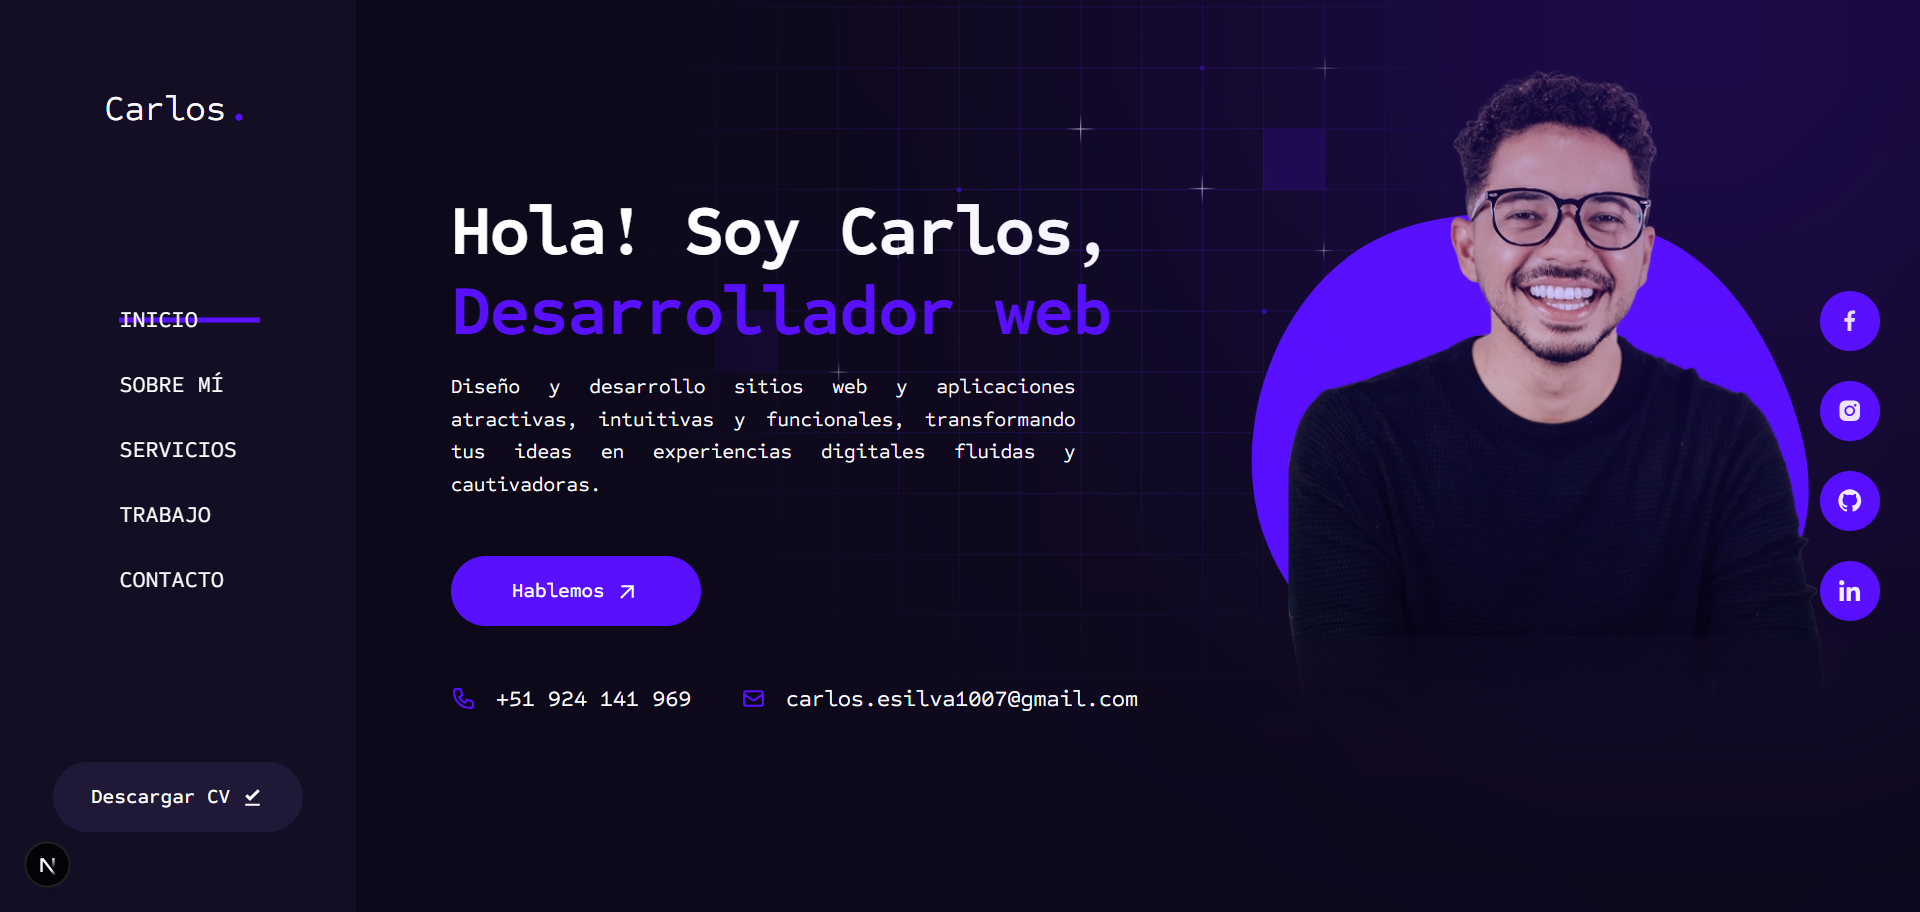 Carlos.
INICIO
SOBRE MÍ
SERVICIOS
TRABAJO
CONTACTO
Descargar CV
N
Hola! Soy Carlos,
Desarrollador web
Diseño y desarrollo sitios web y aplicaciones
atractivas, intuitivas y funcionales, transformando
tus ideas en experiencias digitales fluidas y
cautivadoras.
Hablemos
+51 924 141 969
carlos.esilva1007@gmail.com
f
in